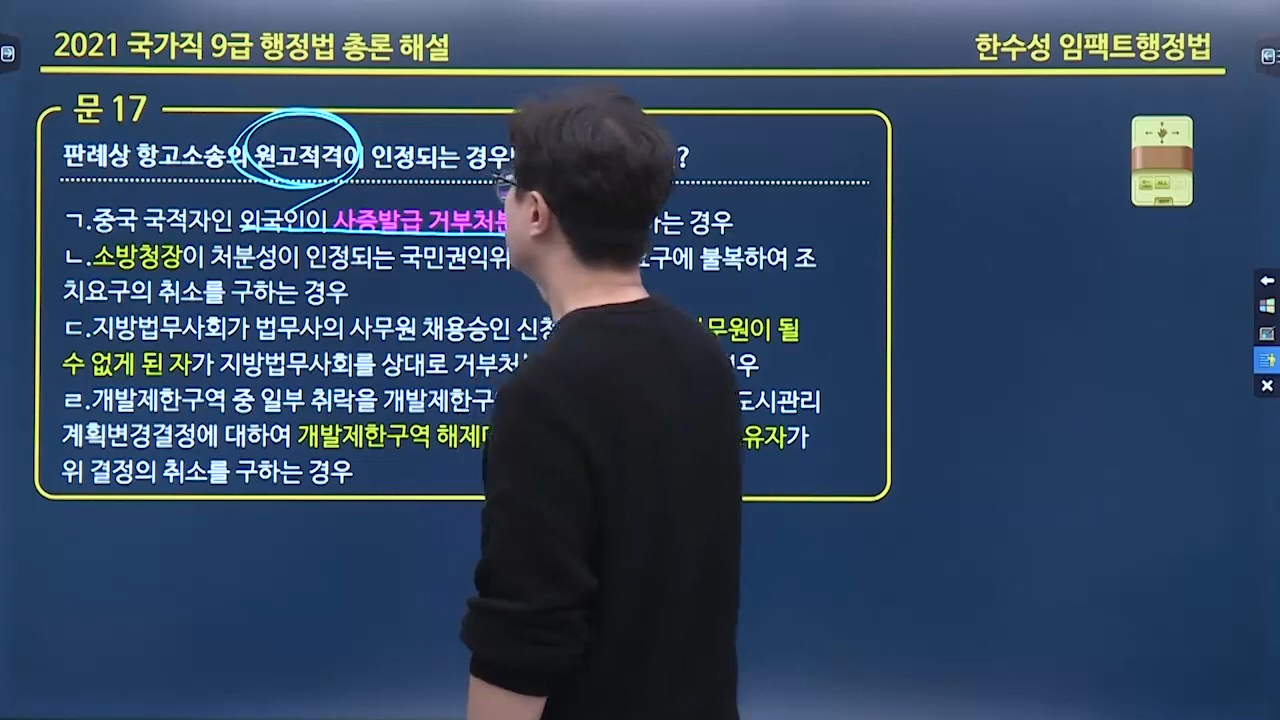 2021 국가직 9급 행정법 총론 해설
한수성 임팩트행정법
문 17
판례상 항고소송의 원고적격이 인정되는 경우 ?
ㄱ.중국 국적자인 외국인이 사증발급 거부처분 하는 경우
ㄴ.소방청장이 처분성이 인정되는 국민권익위 요구에 불복하여 조
치요구의 취소를 구하는 경우
ㄷ.지방법무사회가 법무사의 사무원 채용승인 신청 사무원이 될
수 없게 된 자가 지방법무사회를 상대로 거부처 경우
ㄹ.개발제한구역 중 일부 취락을 개발제한구 도시관리
계획변경결정에 대하여 개발제한구역 해제 유자가
위 결정의 취소를 구하는 경우